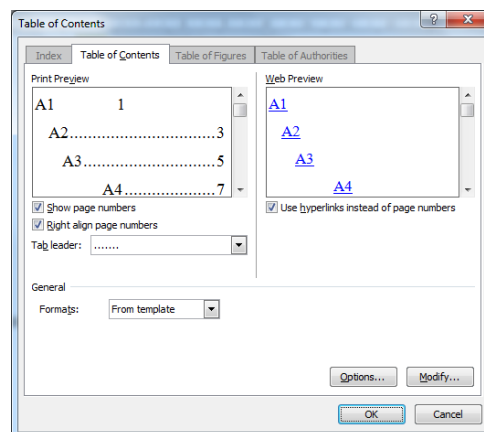 Table of Contents
Index Table of Contents Table of Figures Table of Authorities
Print Preview
A1 1
A2....................................3
A3................................5
A4.......................7
Show page numbers
Right align page numbers
Tab leader: .......
Web Preview
A1
A2
A3
A4
Use hyperlinks instead of page numbers
General
Formats: From template
Options... Modify...
OK Cancel